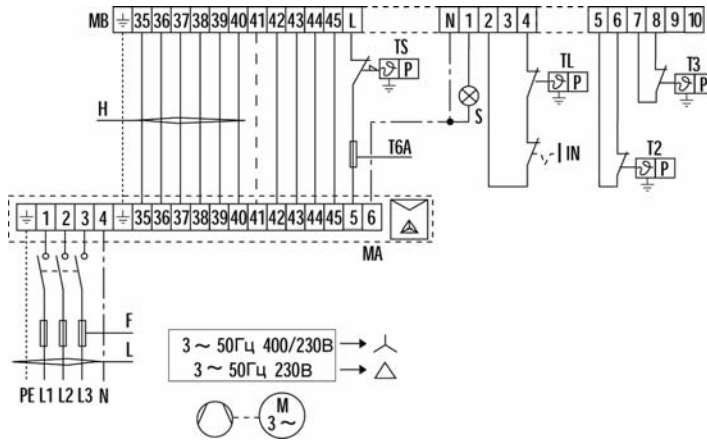 MB ⏚ 35 36 37 38 39 40 41 42 43 44 45 L
N 1 2 3 4
5 6 7 8 9 10
TS
ϑ P
TL
ϑ P
T3
ϑ P
H
S
T6A
IN
T2
ϑ P
⏚ 1 2 3 4 ⏚ 35 36 37 38 39 40 41 42 43 44 45 5 6
MA
F
L
PE L1 L2 L3 N
3 ~ 50Гц 400/230В
3 ~ 50Гц 230В
M
3 ~